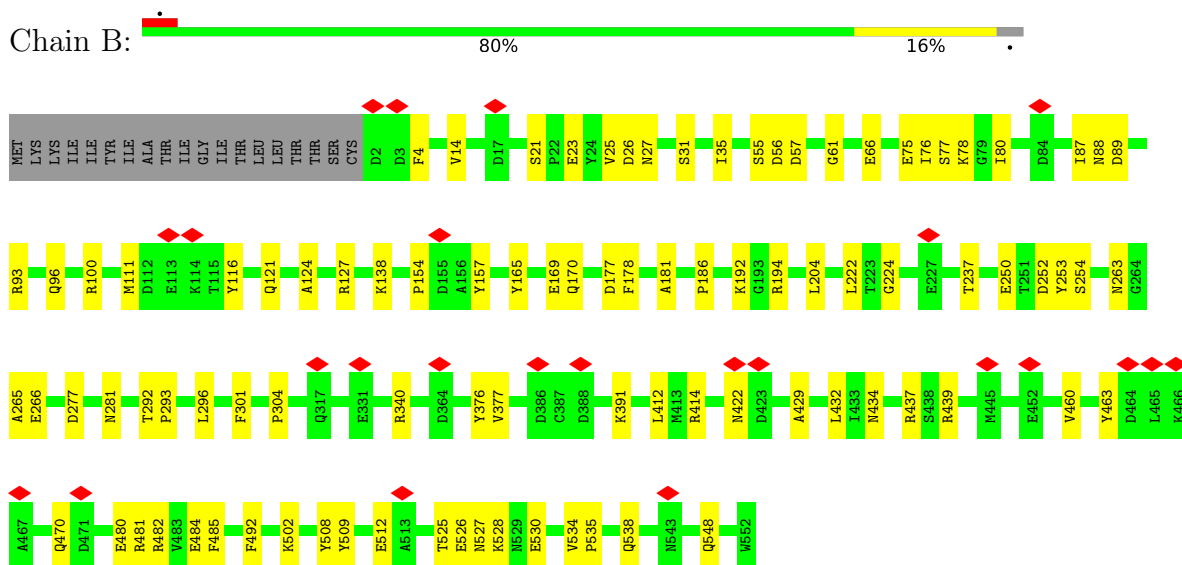 Chain B:
80% 16%
MET LYS LYS ILE ILE TYR ILE ALA THR ILE GLY ILE THR LEU LEU THR THR SER CYS D2 D3 F4 V14 D17 S21 P22 E23 Y24 V25 D26 N27 S31 I35 S55 D56 D57 G61 E66 E75 I76 S77 K78 G79 I80 D84 I87 N88 D89
R93 Q96 R100 M111 D112 E113 K114 T115 Y116 Q121 A124 R127 K138 P154 D155 A156 Y157 Y165 E169 Q170 D177 F178 A181 P186 K192 G193 R194 L204 L222 T223 G224 E227 T237 E250 T251 D252 Y253 S254 N263 G264
A265 E266 D277 N281 T292 P293 L296 F301 P304 Q317 E331 R340 D364 Y376 V377 D386 C387 D388 K391 L412 M413 R414 N422 D423 A429 L432 I433 N434 R437 S438 R439 M445 E452 V460 Y463 D464 L465 K466
A467 Q470 D471 E480 R481 R482 V483 E484 F485 F492 K502 Y508 Y509 E512 A513 T525 E526 N527 K528 N529 E530 V534 P535 Q538 N543 Q548 W552